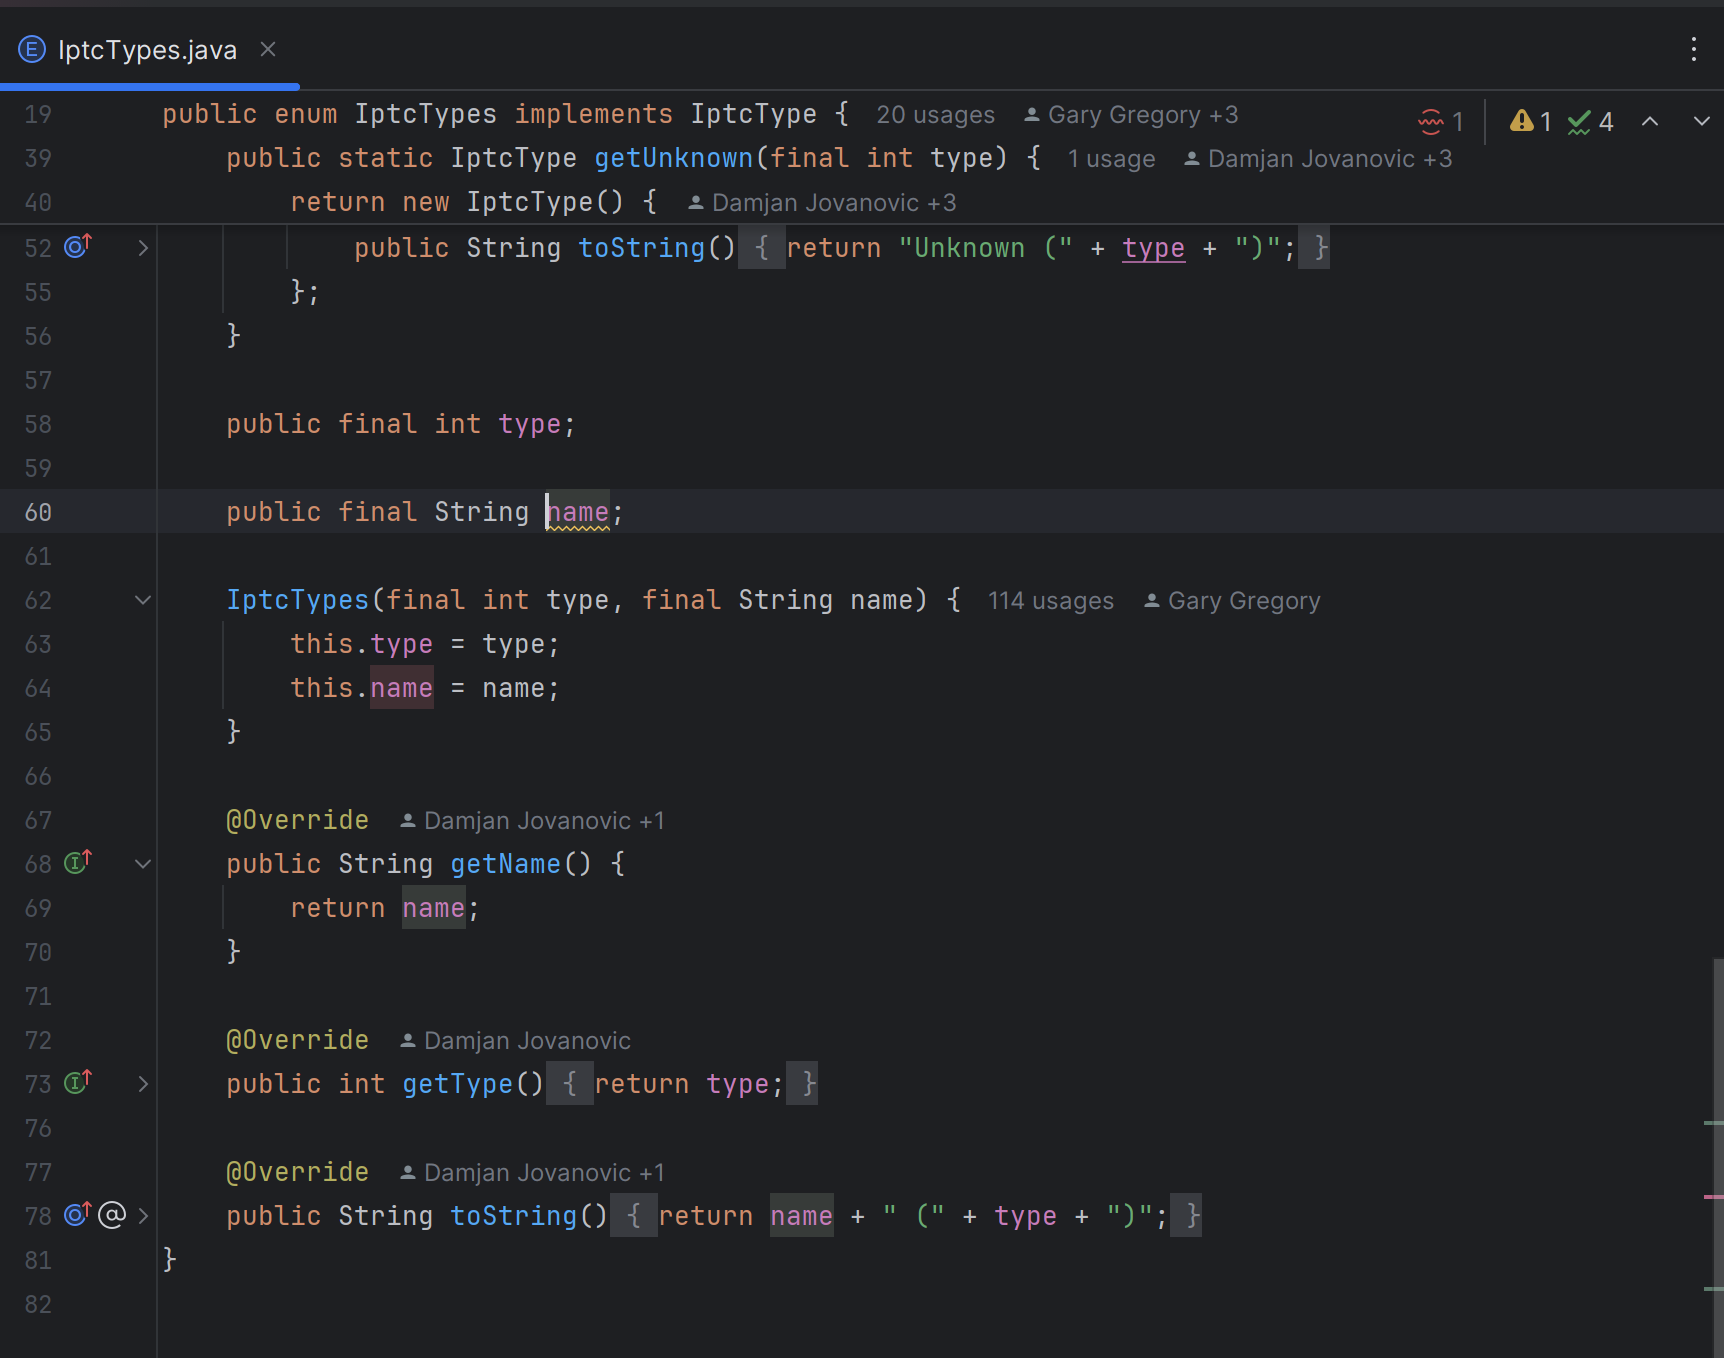 IptcTypes.java
19 public enum IptcTypes implements IptcType { 20 usages Gary Gregory +3 1 1 4
39 public static IptcType getUnknown(final int type) { 1 usage Damjan Jovanovic +3
40 return new IptcType() { Damjan Jovanovic +3
52 public String toString() { return "Unknown (" + type + ")"; }
55 };
56 }
57
58 public final int type;
59
60 public final String name;
61
62 IptcTypes(final int type, final String name) { 114 usages Gary Gregory
63 this.type = type;
64 this.name = name;
65 }
66
67 @Override Damjan Jovanovic +1
68 public String getName() {
69 return name;
70 }
71
72 @Override Damjan Jovanovic
73 public int getType() { return type; }
76
77 @Override Damjan Jovanovic +1
78 public String toString() { return name + " (" + type + ")"; }
81 }
82